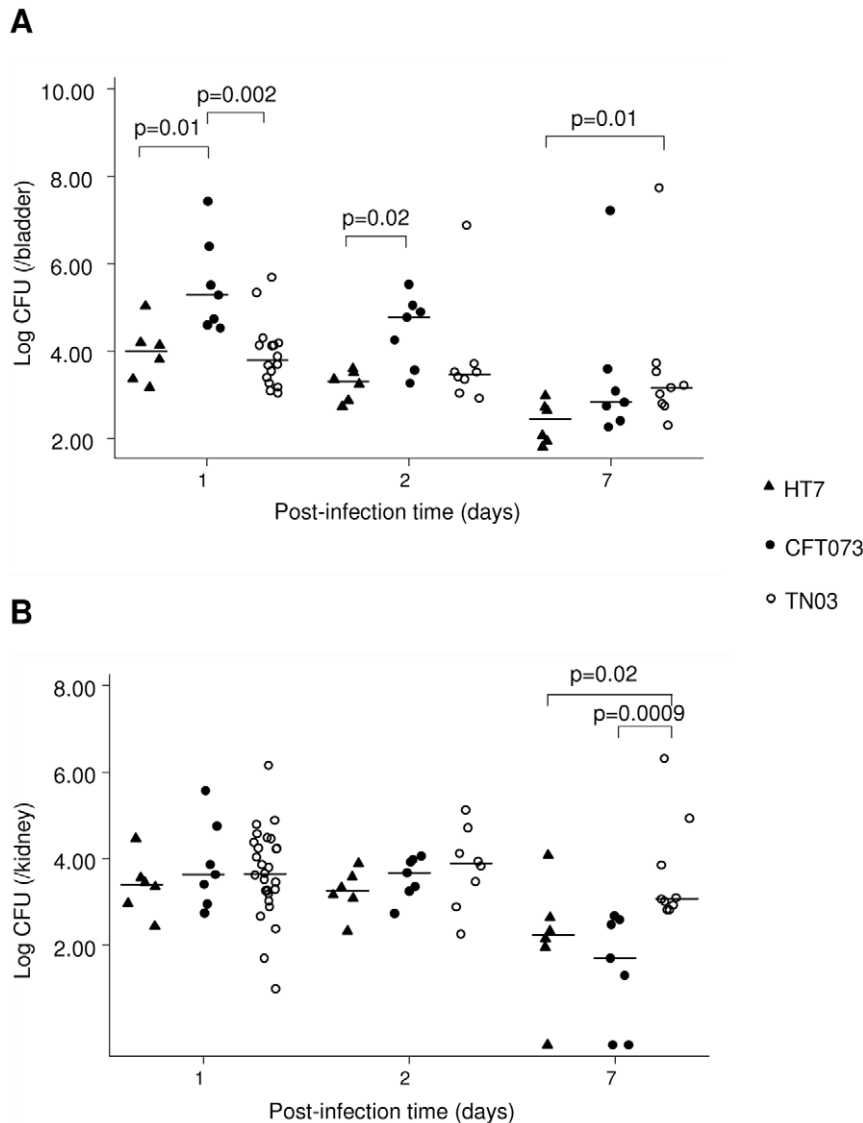 A
10.00
p=0.002
p=0.01
p=0.01
8.00
p=0.02
6.00
4.00
2.00
Log CFU (/bladder)
1
2
7
Post-infection time (days)
HT7
CFT073
TN03
B
8.00
p=0.02
p=0.0009
6.00
4.00
2.00
Log CFU (/kidney)
1
2
7
Post-infection time (days)